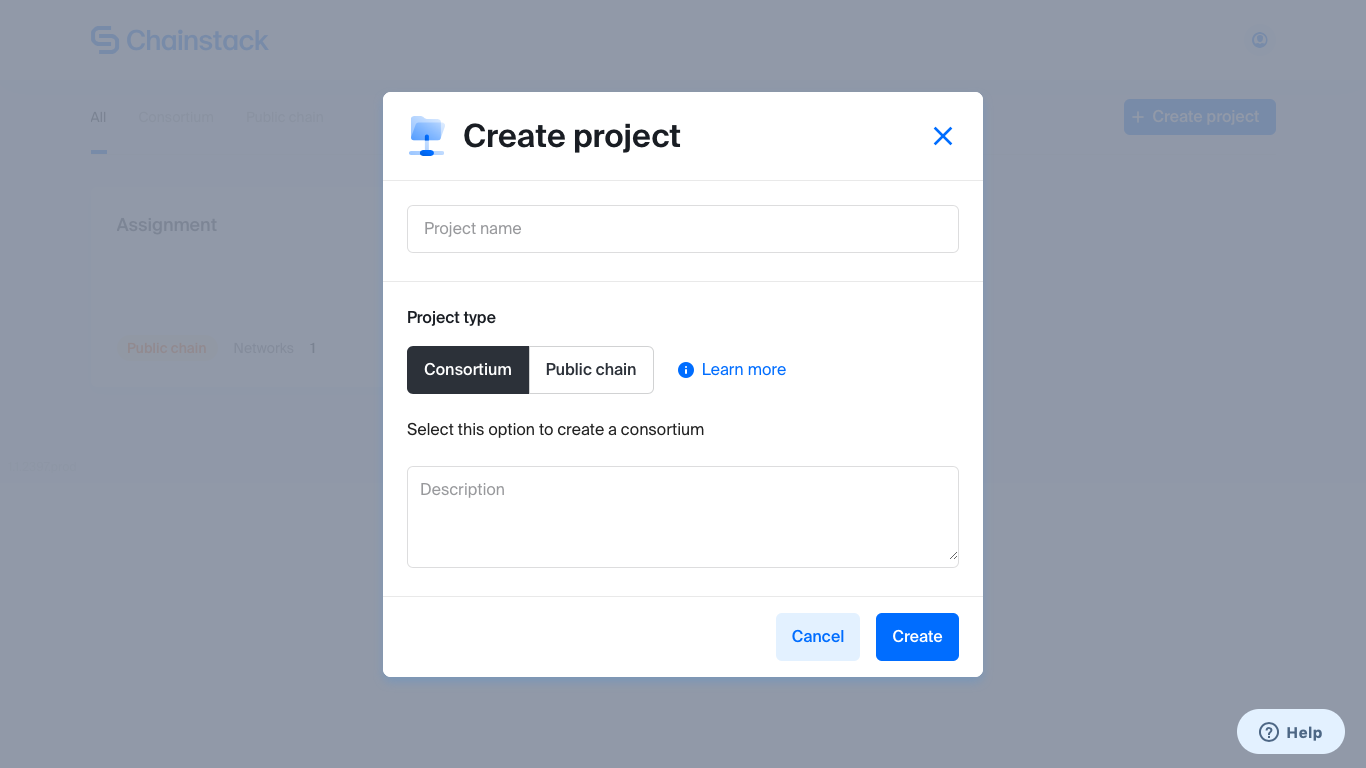 Chainstack
All Consortium Public chain
Create project
Assignment
Public chain Networks 1
Create project
Project name
Project type
Consortium Public chain Learn more
Select this option to create a consortium
Description
Cancel Create
Help